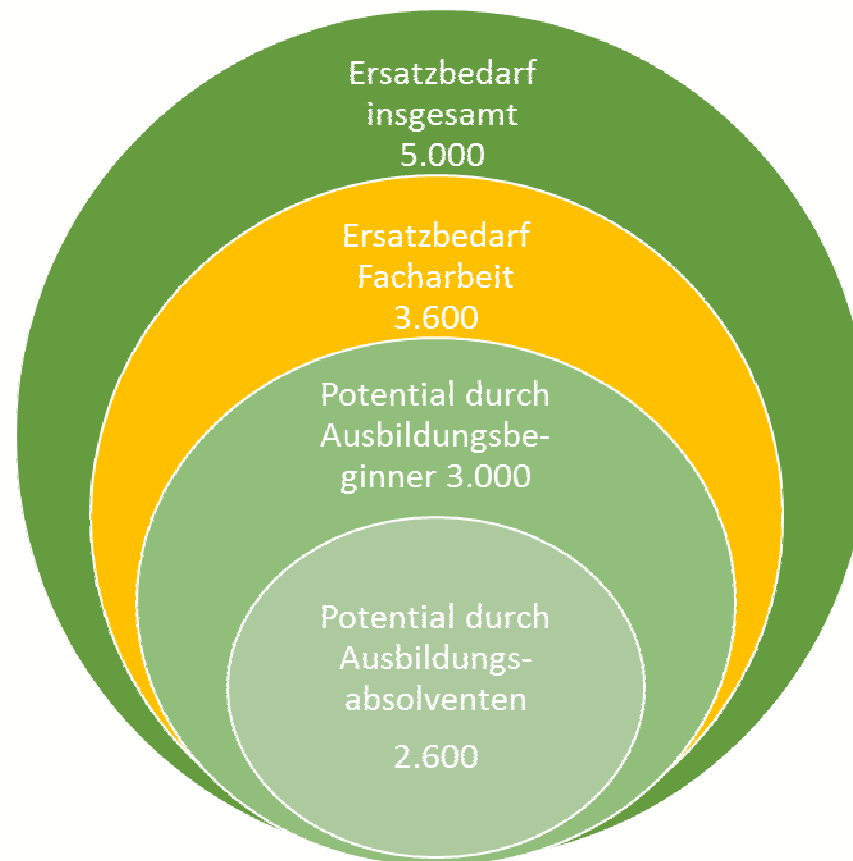 Ersatzbedarf
insgesamt
5.000
Ersatzbedarf
Facharbeit
3.600
Potential durch
Ausbildungsbe-
ginner 3.000
Potential durch
Ausbildungs-
absolventen
2.600